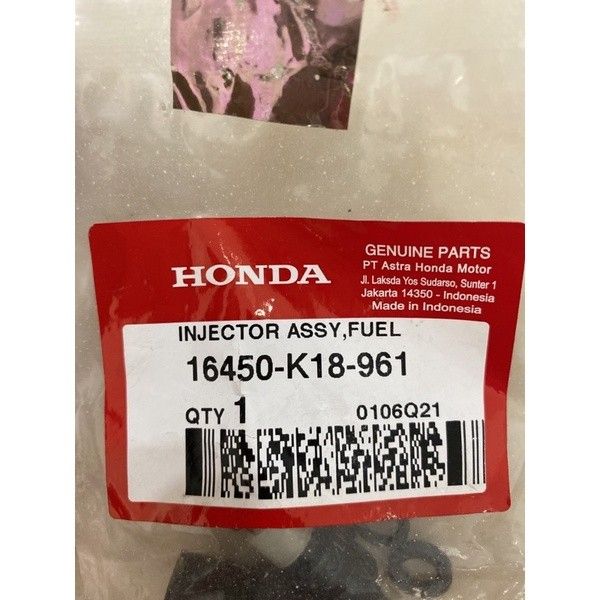 HONDA
GENUINE PARTS
PT Astra Honda Motor
Jl. Laksda Yos Sudarso, Sunter 1
Jakarta 14350 - Indonesia
Made in Indonesia
INJECTOR ASSY,FUEL
16450-K18-961
QTY 1 0106Q21